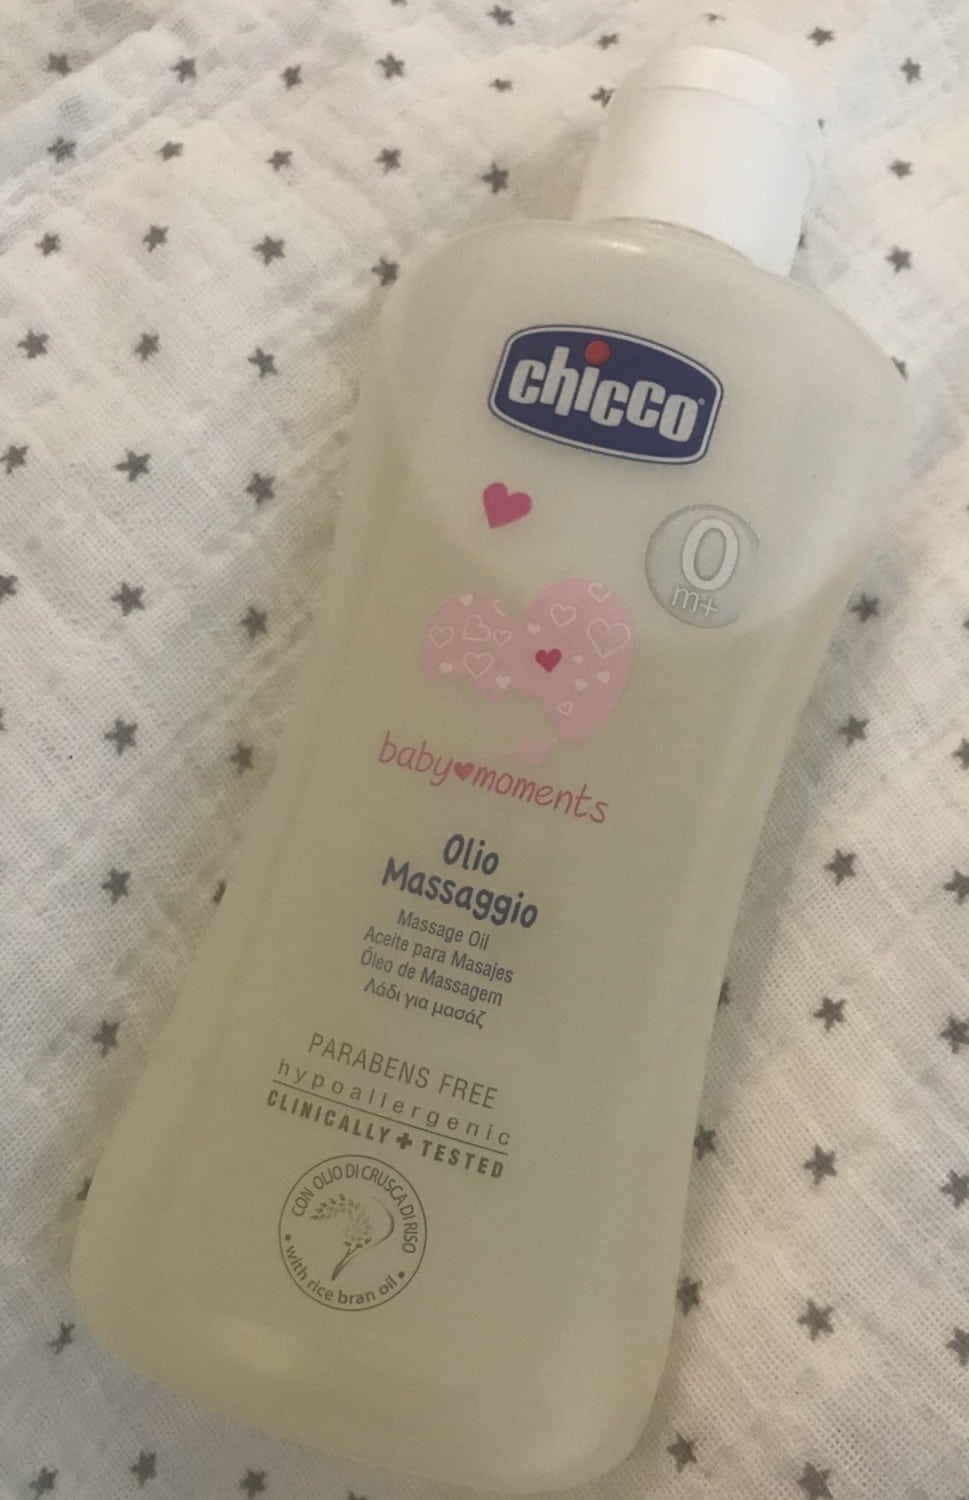 chicco®
0
m+
baby♥moments
Olio
Massaggio
Massage Oil
Aceite para Masajes
Óleo de Massagem
Λάδι για μασάζ
PARABENS FREE
hypoallergenic
CLINICALLY + TESTED
CON OLIO DI CRUSCA DI RISO
• with rice bran oil •